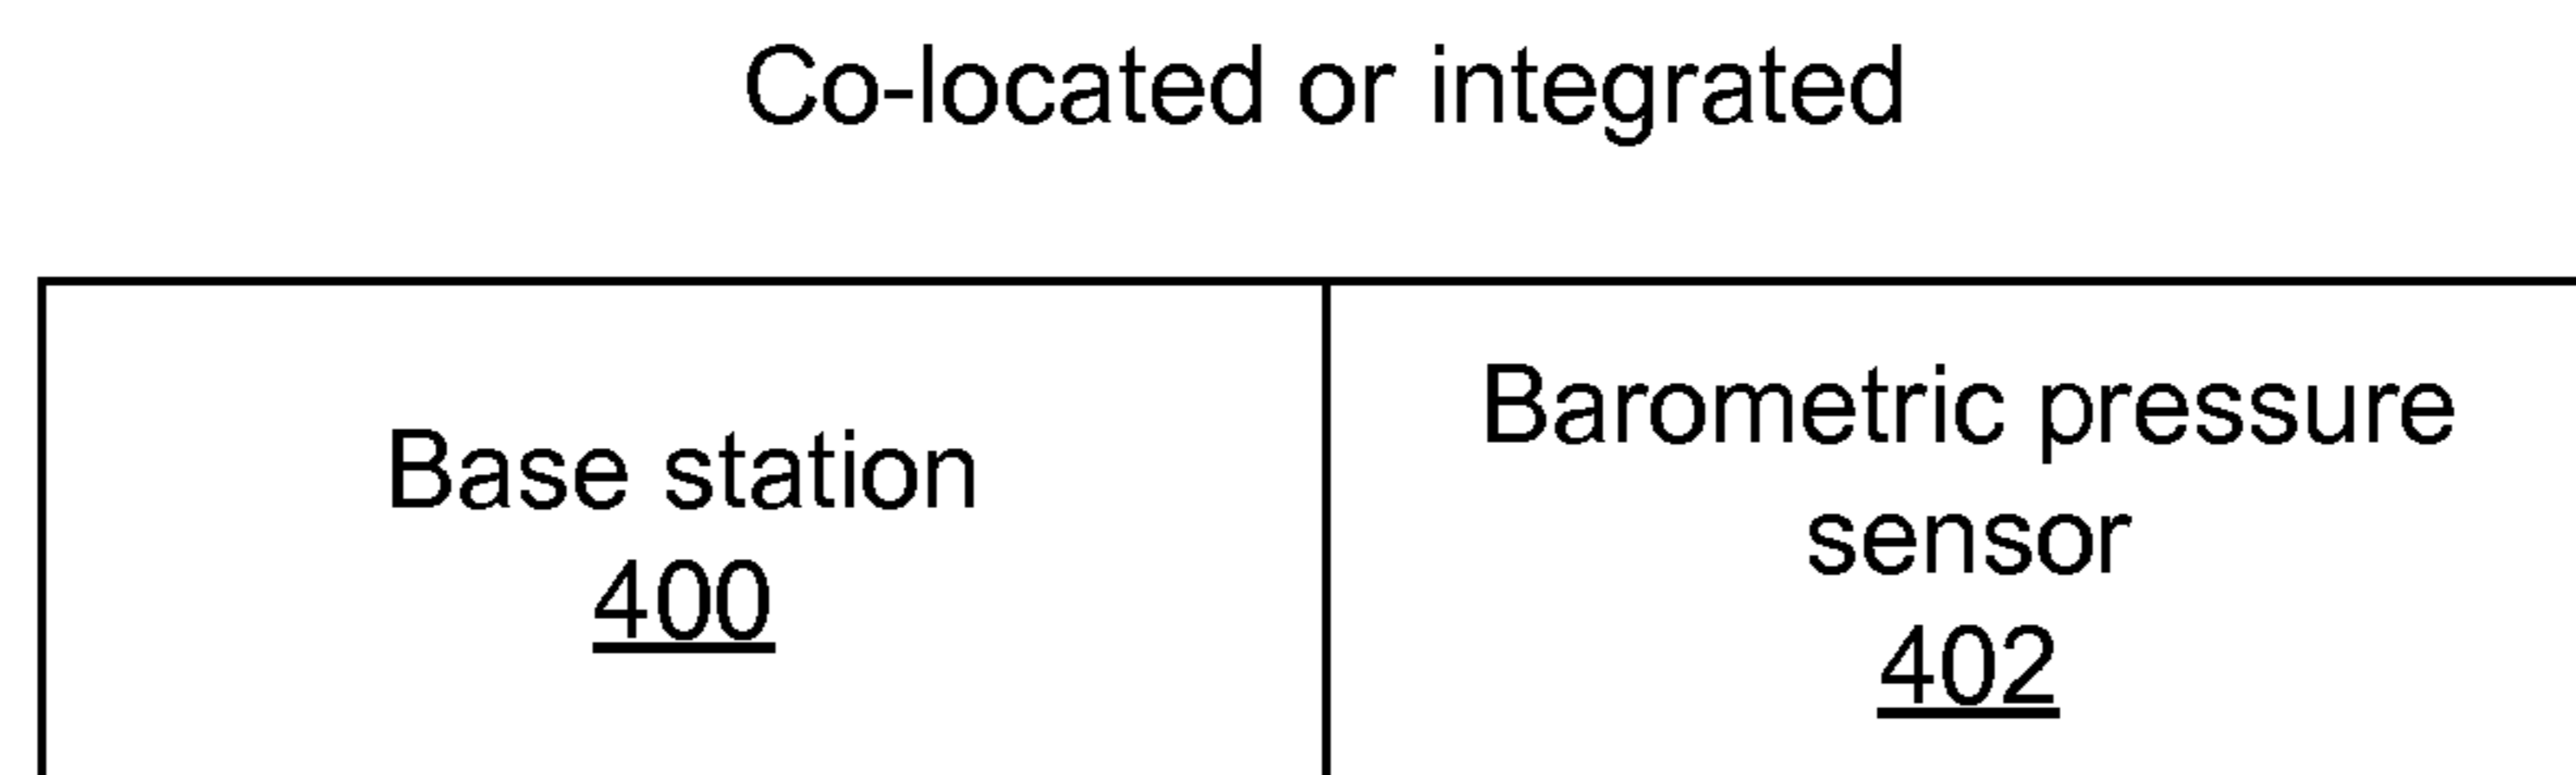 Co-located or integrated
Base station
400
Barometric pressure
sensor
402